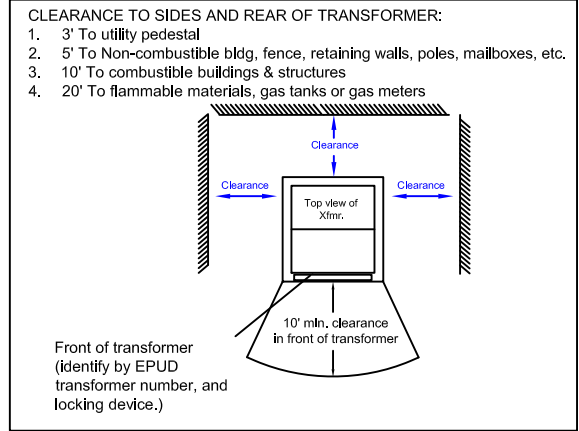 CLEARANCE TO SIDES AND REAR OF TRANSFORMER:
1. 3' To utility pedestal
2. 5' To Non-combustible bldg, fence, retaining walls, poles, mailboxes, etc.
3. 10' To combustible buildings & structures
4. 20' To flammable materials, gas tanks or gas meters
Clearance
Clearance
Clearance
Top view of
Xfmr.
10' min. clearance
in front of transformer
Front of transformer
(identify by EPUD
transformer number, and
locking device.)